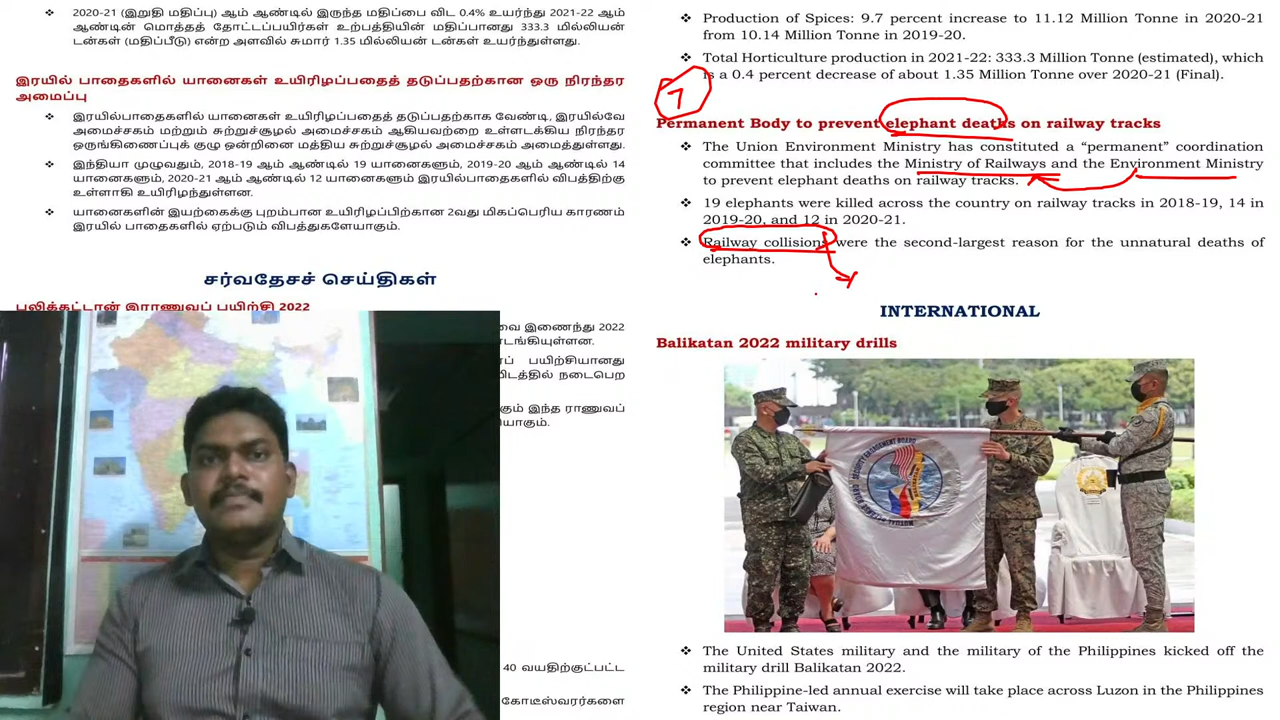 ❖ 2020-21 (இறுதி மதிப்பு) ஆம் ஆண்டில் இருந்த மதிப்பை விட 0.4% உயர்ந்து 2021-22 ஆம்
ஆண்டின் மொத்தத் தோட்டப்பயிர்கள் உற்பத்தியின் மதிப்பானது 333.3 மில்லியன்
டன்கள் (மதிப்பீடு) என்ற அளவில் சுமார் 1.35 மில்லியன் டன்கள் உயர்ந்துள்ளது.
இரயில் பாதைகளில் யானைகள் உயிரிழப்பதைத் தடுப்பதற்கான ஒரு நிரந்தர
அமைப்பு
❖ இரயில்பாதைகளில் யானைகள் உயிரிழப்பதைத் தடுப்பதற்காக வேண்டி, இரயில்வே
அமைச்சகம் மற்றும் சுற்றுச்சூழல் அமைச்சகம் ஆகியவற்றை உள்ளடக்கிய நிரந்தர
ஒருங்கிணைப்புக் குழு ஒன்றினை மத்திய சுற்றுச்சூழல் அமைச்சகம் அமைத்துள்ளது.
❖ இந்தியா முழுவதும், 2018-19 ஆம் ஆண்டில் 19 யானைகளும், 2019-20 ஆம் ஆண்டில் 14
யானைகளும், 2020-21 ஆம் ஆண்டில் 12 யானைகளும் இரயில்பாதைகளில் விபத்திற்கு
உள்ளாகி உயிரிழந்துள்ளன.
❖ யானைகளின் இயற்கைக்கு புறம்பான உயிரிழப்பிற்கான 2வது மிகப்பெரிய காரணம்
இரயில் பாதைகளில் ஏற்படும் விபத்துகளேயாகும்.
சர்வதேசச் செய்திகள்
பலிக்கட்டான் இராணுவப் பயிற்சி 2022
வை இணைந்து 2022
டங்கியுள்ளன.
ப் பயிற்சியானது
டத்தில் நடைபெற
கும் இந்த ராணுவப்
யாகும்.
40 வயதிற்குட்பட்ட
கோடீஸ்வரர்களை
Production of Spices: 9.7 percent increase to 11.12 Million Tonne in 2020-21
from 10.14 Million Tonne in 2019-20.
❖ Total Horticulture production in 2021-22: 333.3 Million Tonne (estimated), which
is a 0.4 percent decrease of about 1.35 Million Tonne over 2020-21 (Final).
7
Permanent Body to prevent elephant deaths on railway tracks
❖ The Union Environment Ministry has constituted a “permanent” coordination
committee that includes the Ministry of Railways and the Environment Ministry
to prevent elephant deaths on railway tracks.
❖ 19 elephants were killed across the country on railway tracks in 2018-19, 14 in
2019-20, and 12 in 2020-21.
❖ Railway collisions were the second-largest reason for the unnatural deaths of
elephants.
INTERNATIONAL
Balikatan 2022 military drills
❖ The United States military and the military of the Philippines kicked off the
military drill Balikatan 2022.
❖ The Philippine-led annual exercise will take place across Luzon in the Philippines
region near Taiwan.